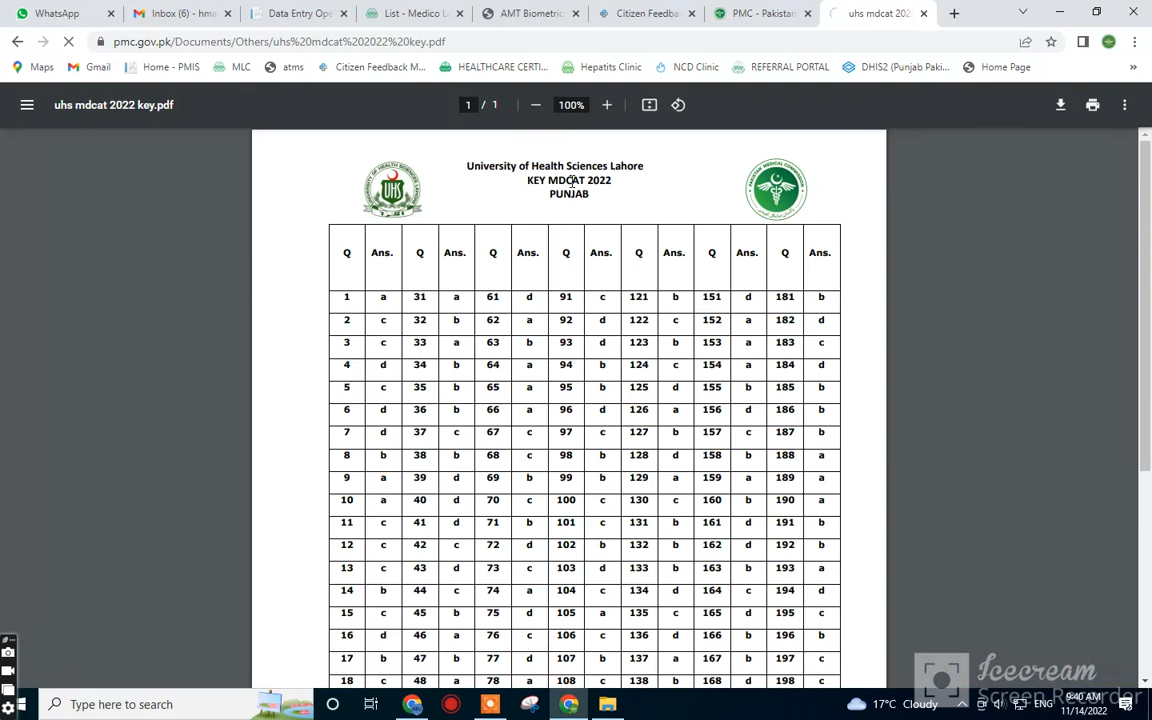 WhatsApp
Inbox (6) - hma
Data Entry Ope
List - Medico L
AMT Biometric
Citizen Feedba
PMC - Pakistan
uhs mdcat 202
pmc.gov.pk/Documents/Others/uhs%20mdcat%202022%20key.pdf
Maps Gmail Home - PMIS MLC atms Citizen Feedback M... HEALTHCARE CERTI... Hepatits Clinic NCD Clinic REFERRAL PORTAL DHIS2 (Punjab Paki... Home Page »
uhs mdcat 2022 key.pdf 1 / 1 100%
University of Health Sciences Lahore
KEY MDCAT 2022
PUNJAB
UHS
Q Ans. Q Ans. Q Ans. Q Ans. Q Ans. Q Ans. Q Ans.
1 a 31 a 61 d 91 c 121 b 151 d 181 b
2 c 32 b 62 a 92 d 122 c 152 a 182 d
3 c 33 a 63 b 93 d 123 b 153 a 183 c
4 d 34 b 64 a 94 b 124 c 154 a 184 d
5 c 35 b 65 a 95 b 125 d 155 b 185 b
6 d 36 b 66 a 96 d 126 a 156 d 186 b
7 d 37 c 67 c 97 c 127 b 157 c 187 b
8 b 38 b 68 c 98 b 128 d 158 b 188 a
9 a 39 d 69 b 99 b 129 a 159 a 189 a
10 a 40 d 70 c 100 c 130 c 160 b 190 a
11 c 41 d 71 b 101 c 131 b 161 d 191 b
12 c 42 c 72 d 102 b 132 b 162 d 192 b
13 c 43 d 73 c 103 d 133 b 163 b 193 a
14 b 44 c 74 a 104 c 134 d 164 c 194 d
15 c 45 b 75 d 105 a 135 c 165 d 195 c
16 d 46 a 76 c 106 c 136 d 166 b 196 b
17 b 47 b 77 d 107 b 137 a 167 b 197 c
18 c 48 a 78 a 108 c 138 b 168 d 198 c
Icecream
Screen Recorder
Type here to search
17°C Cloudy
ENG
9:40 AM
11/14/2022